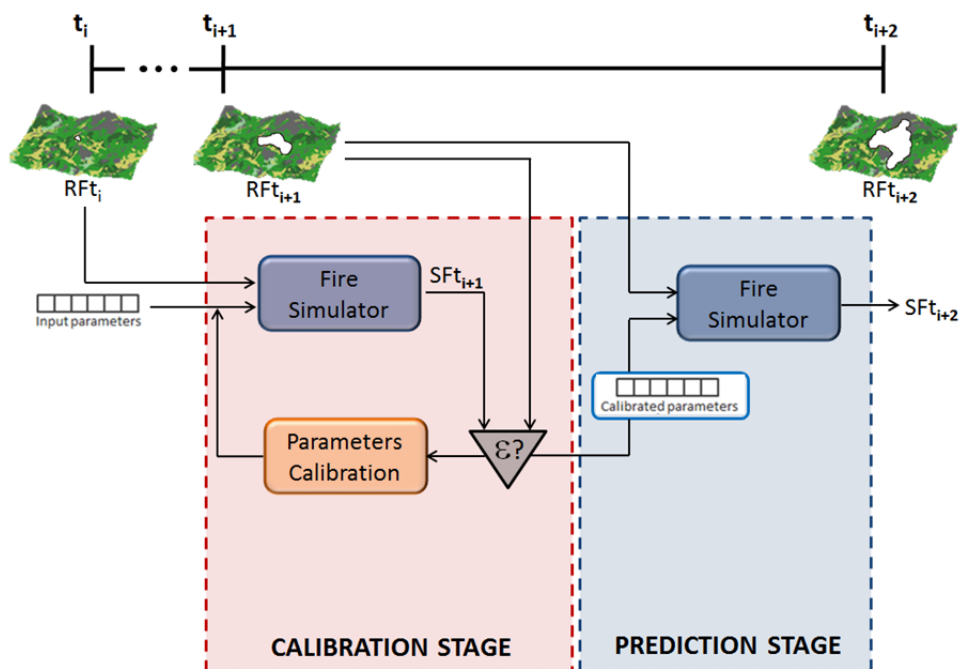 tᵢ
tᵢ₊₁
tᵢ₊₂
RFtᵢ
RFtᵢ₊₁
RFtᵢ₊₂
Fire
Simulator
SFtᵢ₊₁
Input parameters
Fire
Simulator
SFtᵢ₊₂
Calibrated parameters
Parameters
Calibration
ε?
CALIBRATION STAGE
PREDICTION STAGE